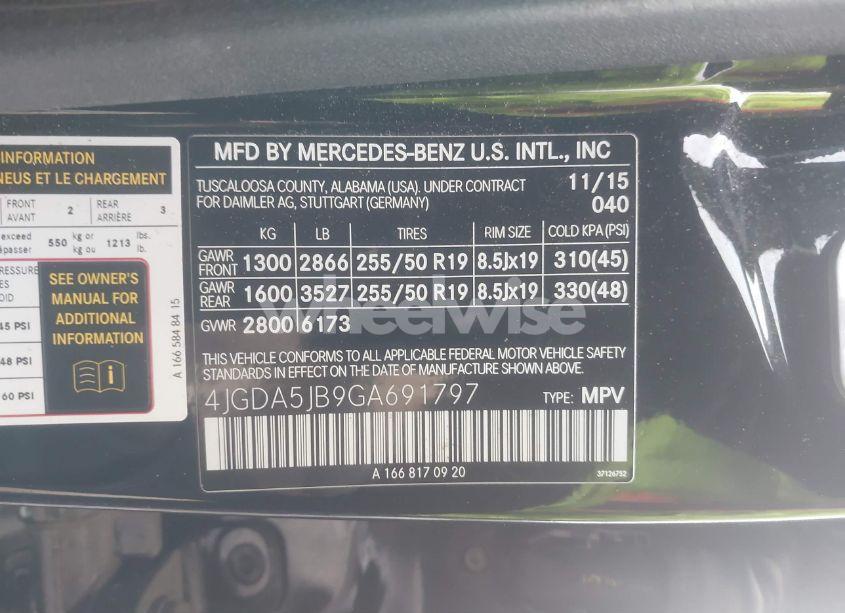 INFORMATION
NEUS ET LE CHARGEMENT
FRONT AVANT 2 REAR ARRIÈRE 3
exceed 550 kg or 1213 lbs.
épasser kg ou lb.
RESSURE
ES
OID
45 PSI
48 PSI
60 PSI
SEE OWNER'S
MANUAL FOR
ADDITIONAL
INFORMATION
A 166 584 84 15
MFD BY MERCEDES-BENZ U.S. INTL., INC
TUSCALOOSA COUNTY, ALABAMA (USA). UNDER CONTRACT 11/15
FOR DAIMLER AG, STUTTGART (GERMANY) 040
KG LB TIRES RIM SIZE COLD KPA (PSI)
GAWR FRONT 1300 2866 255/50 R19 8.5Jx19 310(45)
GAWR REAR 1600 3527 255/50 R19 8.5Jx19 330(48)
GVWR 2800 6173
wheelwise
THIS VEHICLE CONFORMS TO ALL APPLICABLE FEDERAL MOTOR VEHICLE SAFETY
STANDARDS IN EFFECT ON THE DATE OF MANUFACTURE SHOWN ABOVE.
4JGDA5JB9GA691797 TYPE: MPV
A 166 817 09 20
37126752